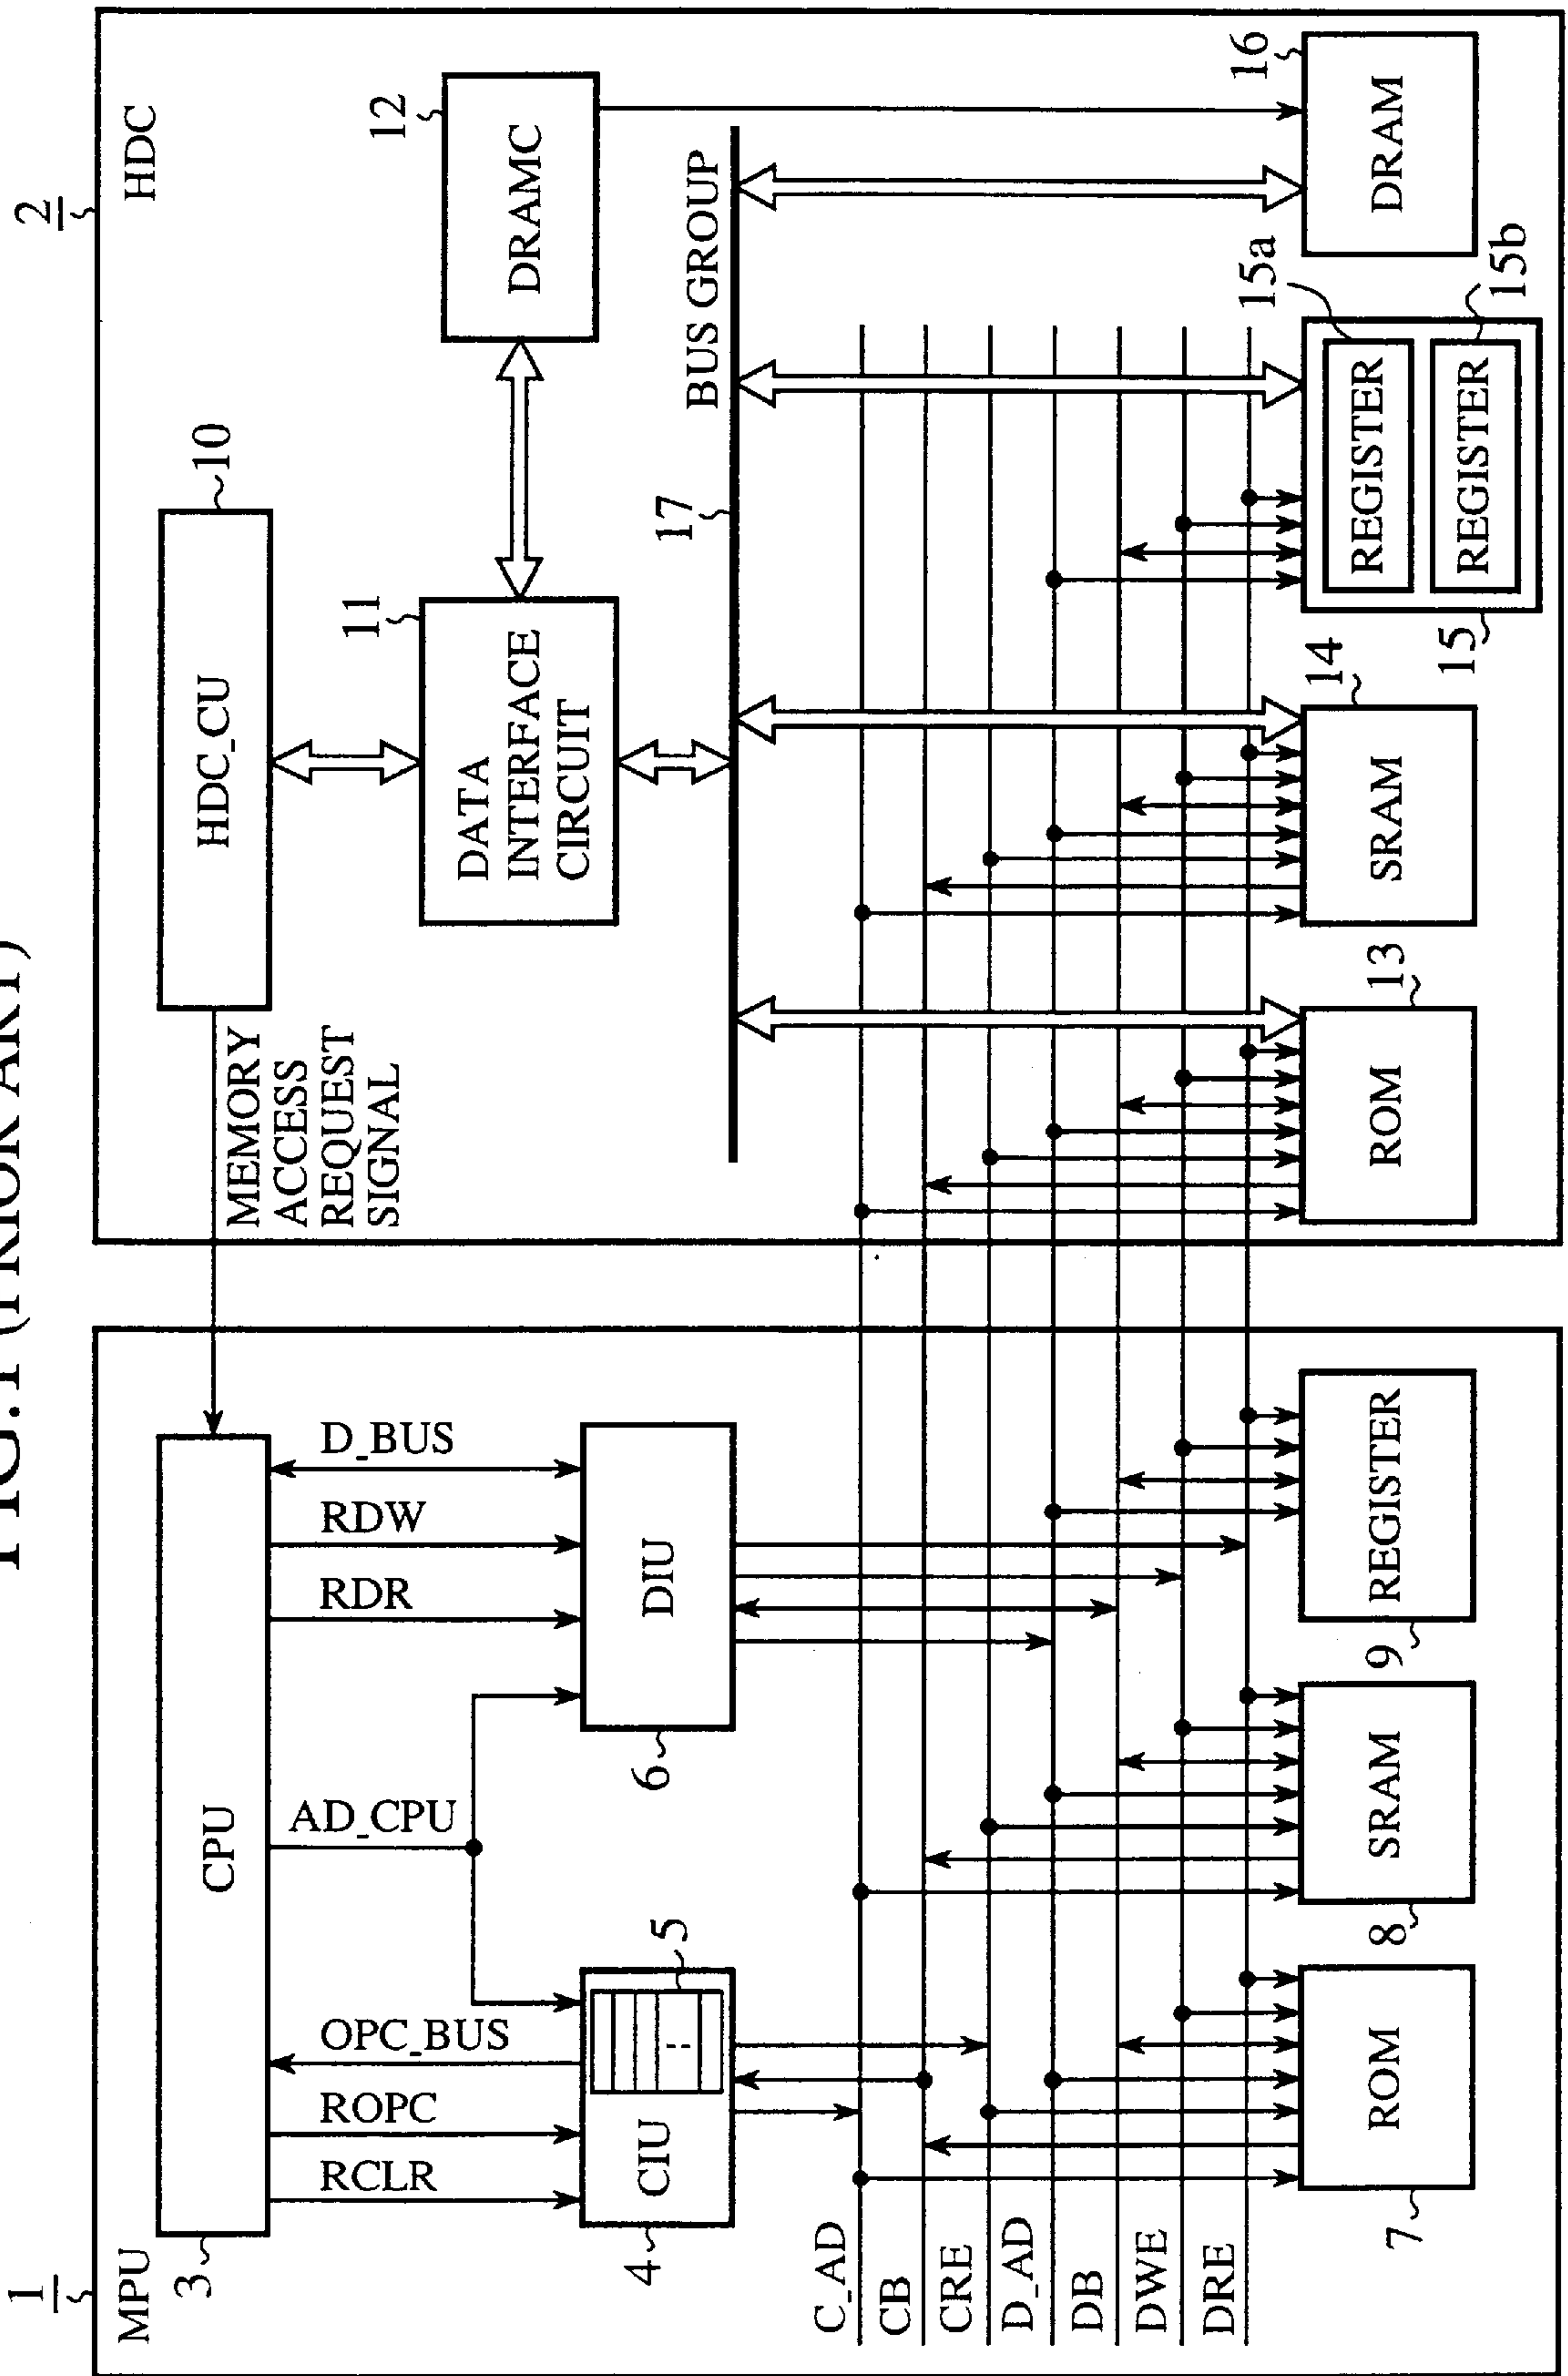 FIG.1 (PRIOR ART)
1
MPU
3
CPU
RCLR
ROPC
OPC_BUS
AD_CPU
RDR
RDW
D_BUS
4
CIU
5
6
DIU
C_AD
CB
CRE
D_AD
DB
DWE
DRE
7
ROM
8
SRAM
9
REGISTER
2
HDC
MEMORY
ACCESS
REQUEST
SIGNAL
HDC_CU
10
11
DATA
INTERFACE
CIRCUIT
12
DRAMC
17
BUS GROUP
ROM
13
SRAM
14
15
REGISTER
15a
REGISTER
15b
DRAM
16